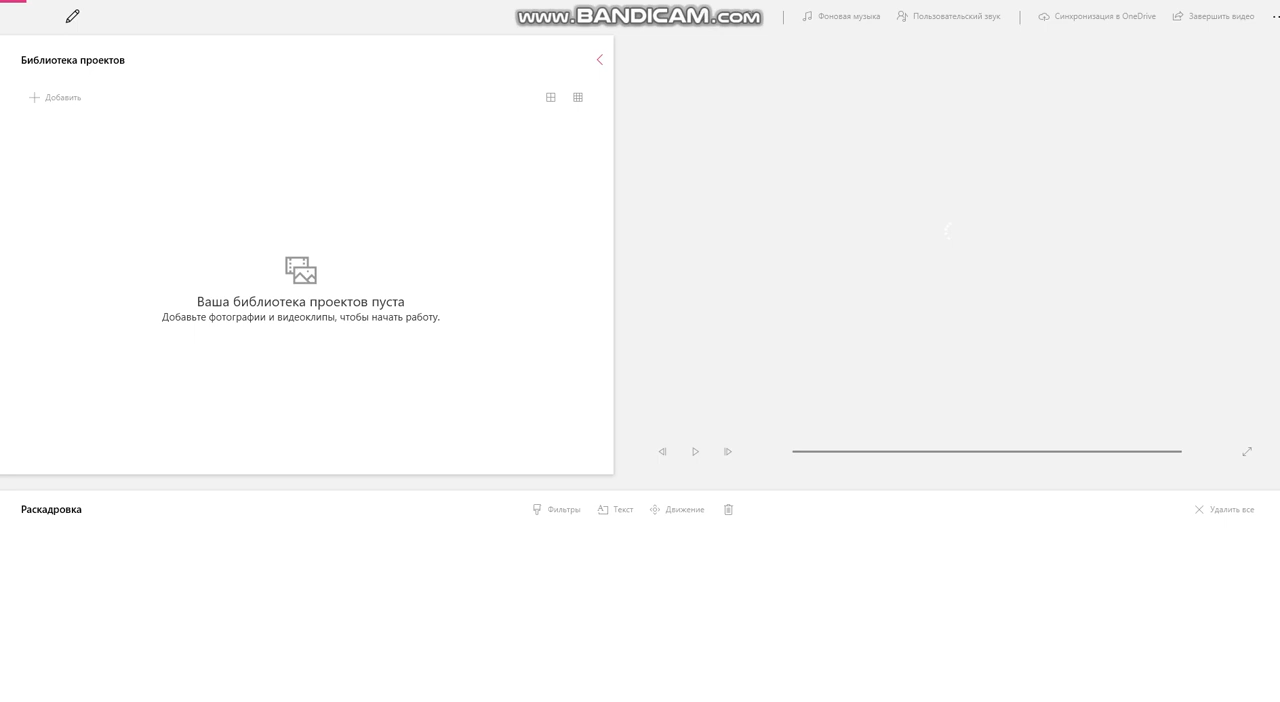 www.BANDICAM.com
Фоновая музыка
Пользовательский звук
Синхронизация в OneDrive
Завершить видео
Библиотека проектов
Добавить
Ваша библиотека проектов пуста
Добавьте фотографии и видеоклипы, чтобы начать работу.
Раскадровка
Фильтры
Текст
Движение
Удалить все